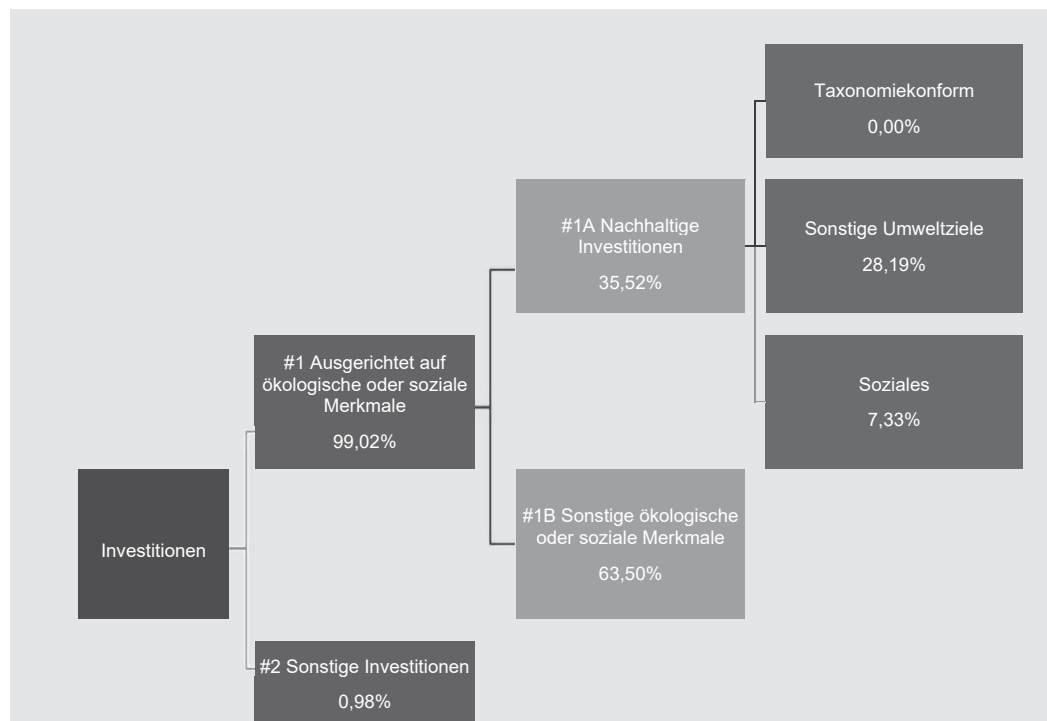 Taxonomiekonform
0,00%
#1A Nachhaltige
Investitionen
35,52%
Sonstige Umweltziele
28,19%
#1 Ausgerichtet auf
ökologische oder soziale
Merkmale
99,02%
Soziales
7,33%
Investitionen
#1B Sonstige ökologische
oder soziale Merkmale
63,50%
#2 Sonstige Investitionen
0,98%